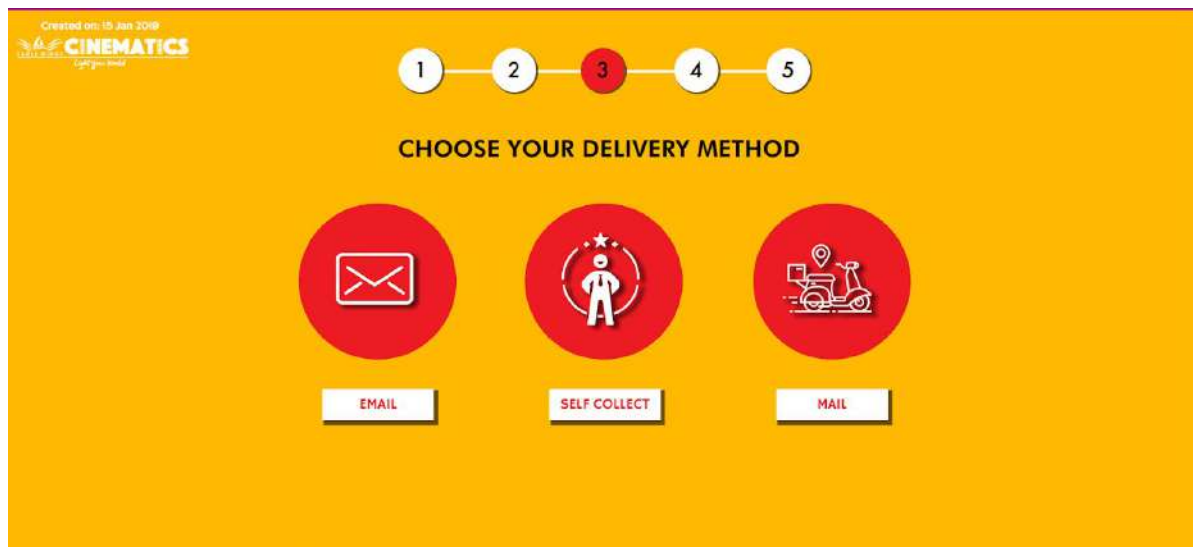 Created on: 15 Jan 2019
CINEMATICS
1 2 3 4 5
CHOOSE YOUR DELIVERY METHOD
EMAIL SELF COLLECT MAIL